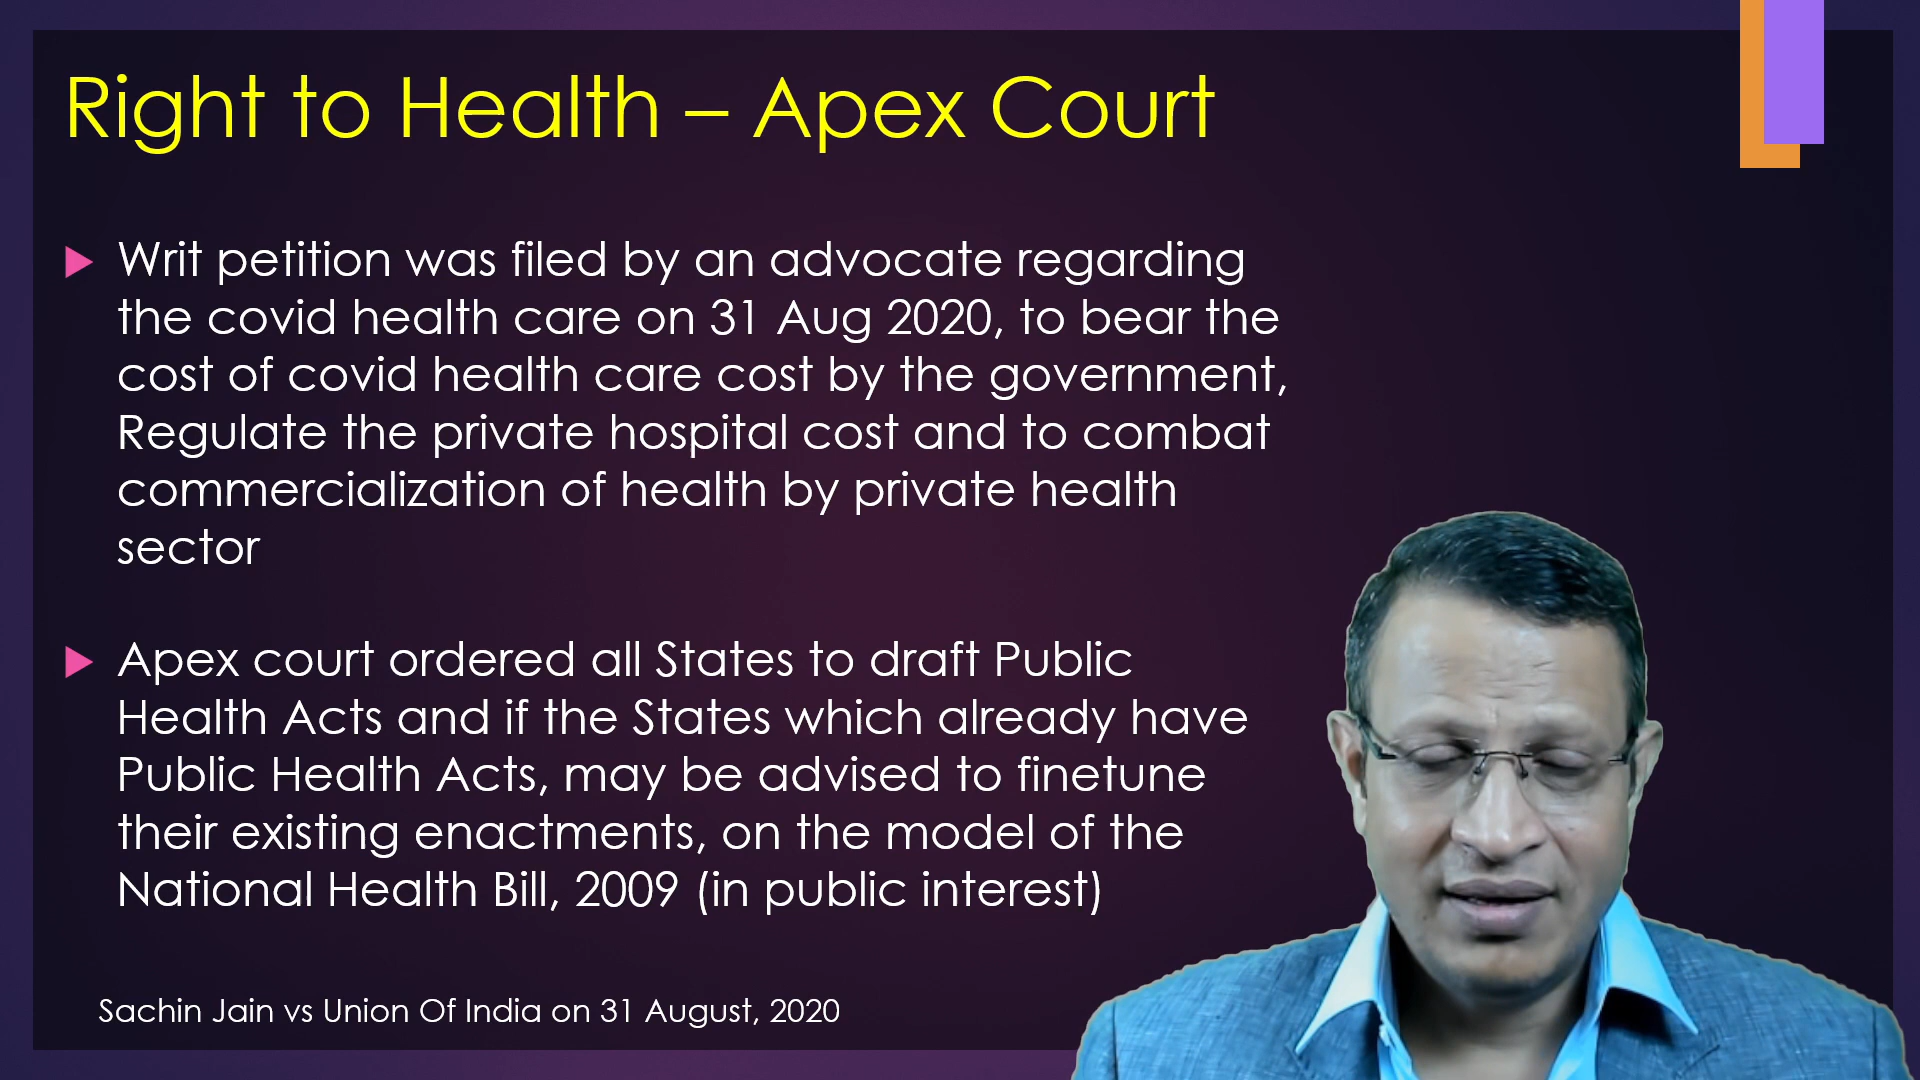 Right to Health – Apex Court
Writ petition was filed by an advocate regarding
the covid health care on 31 Aug 2020, to bear the
cost of covid health care cost by the government,
Regulate the private hospital cost and to combat
commercialization of health by private health
sector
Apex court ordered all States to draft Public
Health Acts and if the States which already have
Public Health Acts, may be advised to finetune
their existing enactments, on the model of the
National Health Bill, 2009 (in public interest)
Sachin Jain vs Union Of India on 31 August, 2020